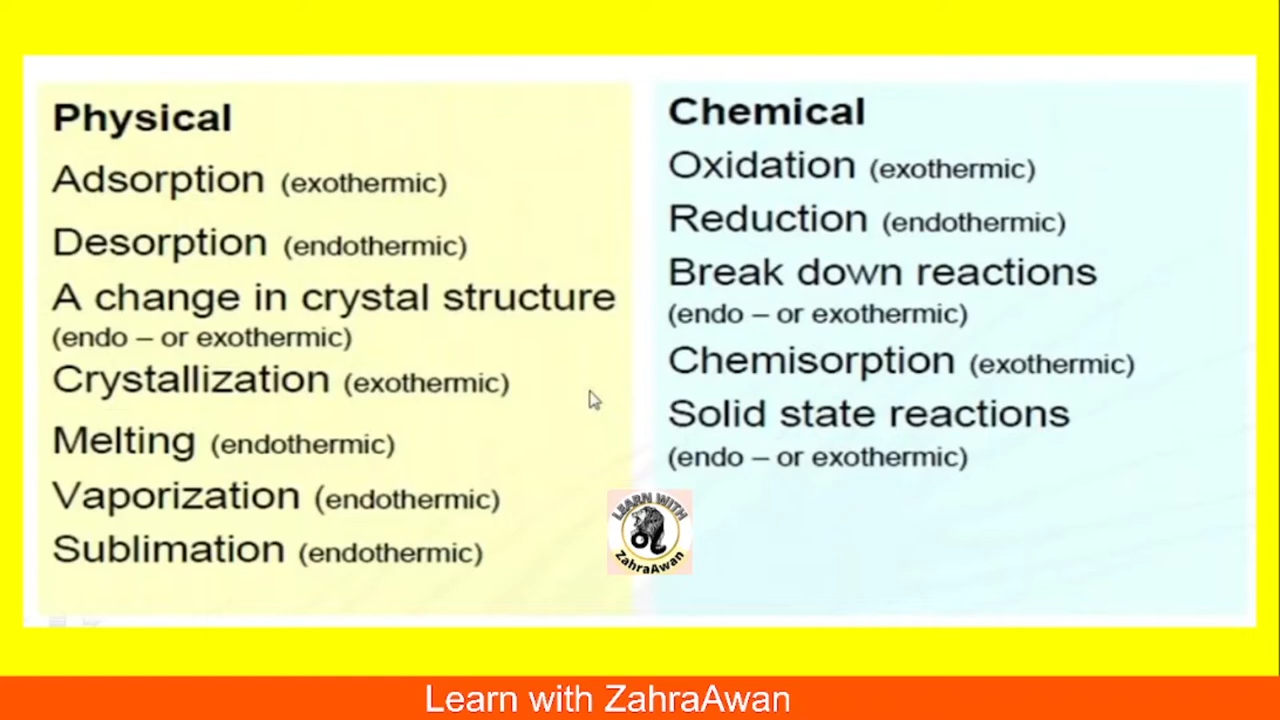 Physical
Adsorption (exothermic)
Desorption (endothermic)
A change in crystal structure
(endo – or exothermic)
Crystallization (exothermic)
Melting (endothermic)
Vaporization (endothermic)
Sublimation (endothermic)
Chemical
Oxidation (exothermic)
Reduction (endothermic)
Break down reactions
(endo – or exothermic)
Chemisorption (exothermic)
Solid state reactions
(endo – or exothermic)
LEARN WITH
ZahraAwan
Learn with ZahraAwan